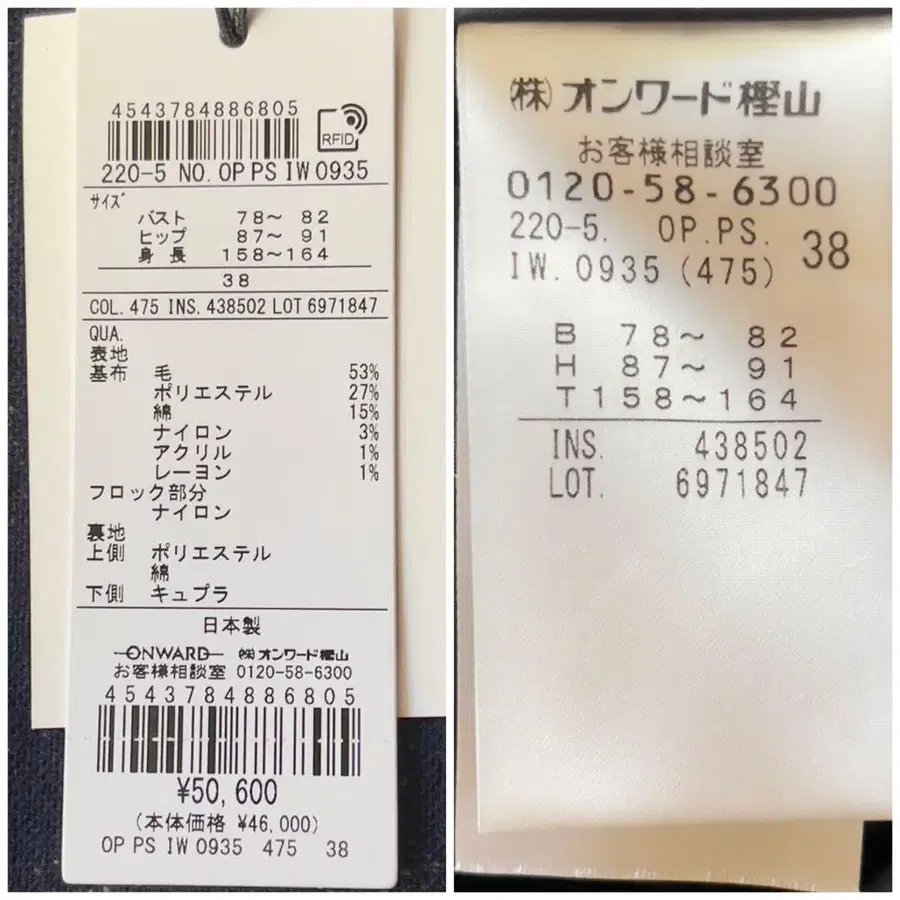 4543784886805
RFID
220-5 NO. OP PS IW 0935
サイズ
バスト 78～ 82
ヒップ 87～ 91
身長 158～164
38
COL. 475 INS. 438502 LOT 6971847
QUA.
表地
基布 毛 53%
ポリエステル 27%
綿 15%
ナイロン 3%
アクリル 1%
レーヨン 1%
フロック部分
ナイロン
裏地
上側 ポリエステル
綿
下側 キュプラ
日本製
ONWARD ㈱オンワード樫山
お客様相談室 0120-58-6300
4543784886805
¥50,600
(本体価格 ¥46,000)
OP PS IW 0935 475 38
㈱オンワード樫山
お客様相談室
0120-58-6300
220-5. OP.PS. 38
IW. 0935 (475)
B 78～ 82
H 87～ 91
T 158～164
INS. 438502
LOT. 6971847